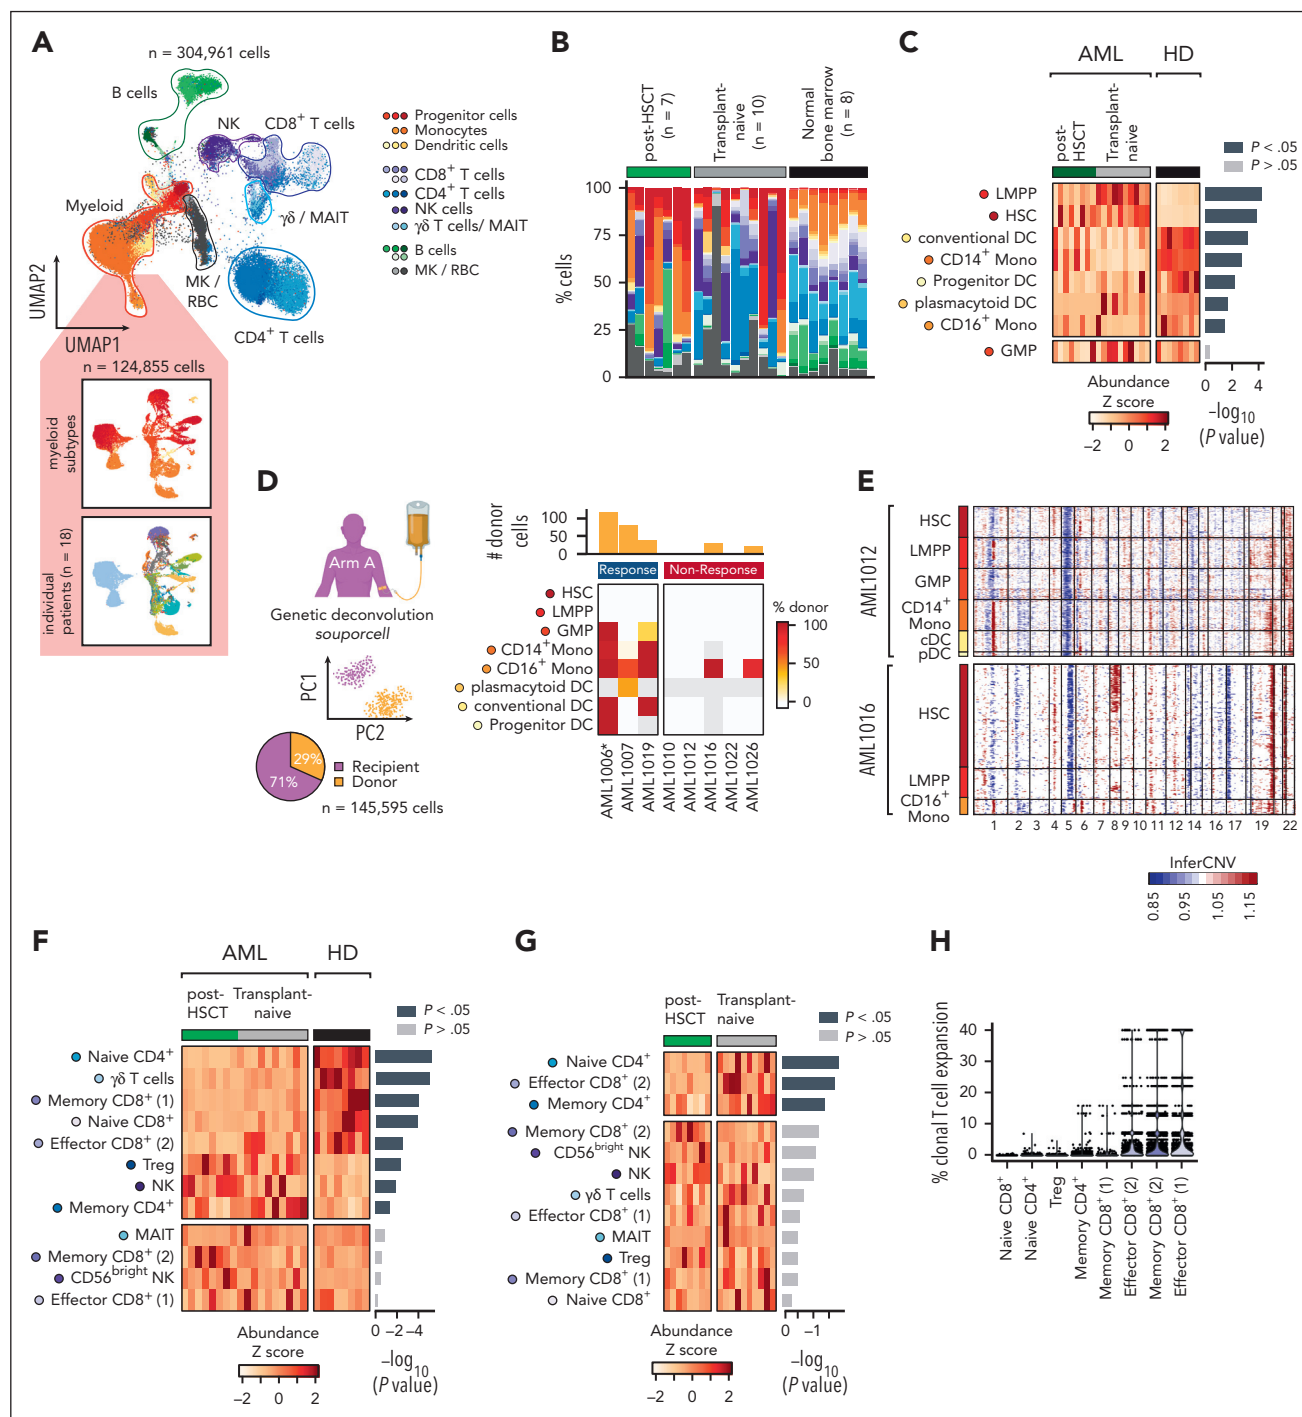 A
n = 304,961 cells
B cells
NK
CD8+ T cells
Myeloid
γδ / MAIT
MK /
RBC
CD4+ T cells
UMAP2
UMAP1
Progenitor cells
Monocytes
Dendritic cells
CD8+ T cells
CD4+ T cells
NK cells
γδ T cells/ MAIT
B cells
MK / RBC
n = 124,855 cells
myeloid
subtypes
individual
patients (n = 18)
B
post-HSCT
(n = 7)
Transplant-
naive (n = 10)
Normal
bone marrow
(n = 8)
% cells
100
75
50
25
0
C
AML
HD
post-
HSCT
Transplant-
naive
P < .05
P > .05
LMPP
HSC
conventional DC
CD14+ Mono
Progenitor DC
plasmacytoid DC
CD16+ Mono
GMP
Abundance
Z score
−2 0 2
0 2 4
−log10
(P value)
D
Arm A
Genetic deconvolution
souporcell
PC1
PC2
29%
71%
Recipient
Donor
n = 145,595 cells
# donor
cells
100
50
0
Response
Non-Response
HSC
LMPP
GMP
CD14+Mono
CD16+ Mono
plasmacytoid DC
conventional DC
Progenitor DC
% donor
100
50
0
AML1006*
AML1007
AML1019
AML1010
AML1012
AML1016
AML1022
AML1026
E
AML1012
HSC
LMPP
GMP
CD14+
Mono
cDC
pDC
AML1016
HSC
LMPP
CD16+
Mono
1 2 3 4 5 6 7 8 9 10 11 12 14 16 17 19 22
InferCNV
0.85 0.95 1.05 1.15
F
AML
HD
post-
HSCT
Transplant-
naive
P < .05
P > .05
Naive CD4+
γδ T cells
Memory CD8+ (1)
Naive CD8+
Effector CD8+ (2)
Treg
NK
Memory CD4+
MAIT
Memory CD8+ (2)
CD56bright NK
Effector CD8+ (1)
Abundance
Z score
−2 0 2
0 −2 −4
−log10
(P value)
G
post-
HSCT
Transplant-
naive
P < .05
P > .05
Naive CD4+
Effector CD8+ (2)
Memory CD4+
Memory CD8+ (2)
CD56bright NK
NK
γδ T cells
Effector CD8+ (1)
MAIT
Treg
Memory CD8+ (1)
Naive CD8+
Abundance
Z score
−2 0 2
0 −1
−log10
(P value)
H
% clonal T cell expansion
40
30
20
10
0
Naive CD8+
Naive CD4+
Treg
Memory CD4+
Memory CD8+ (1)
Effector CD8+ (2)
Memory CD8+ (2)
Effector CD8+ (1)